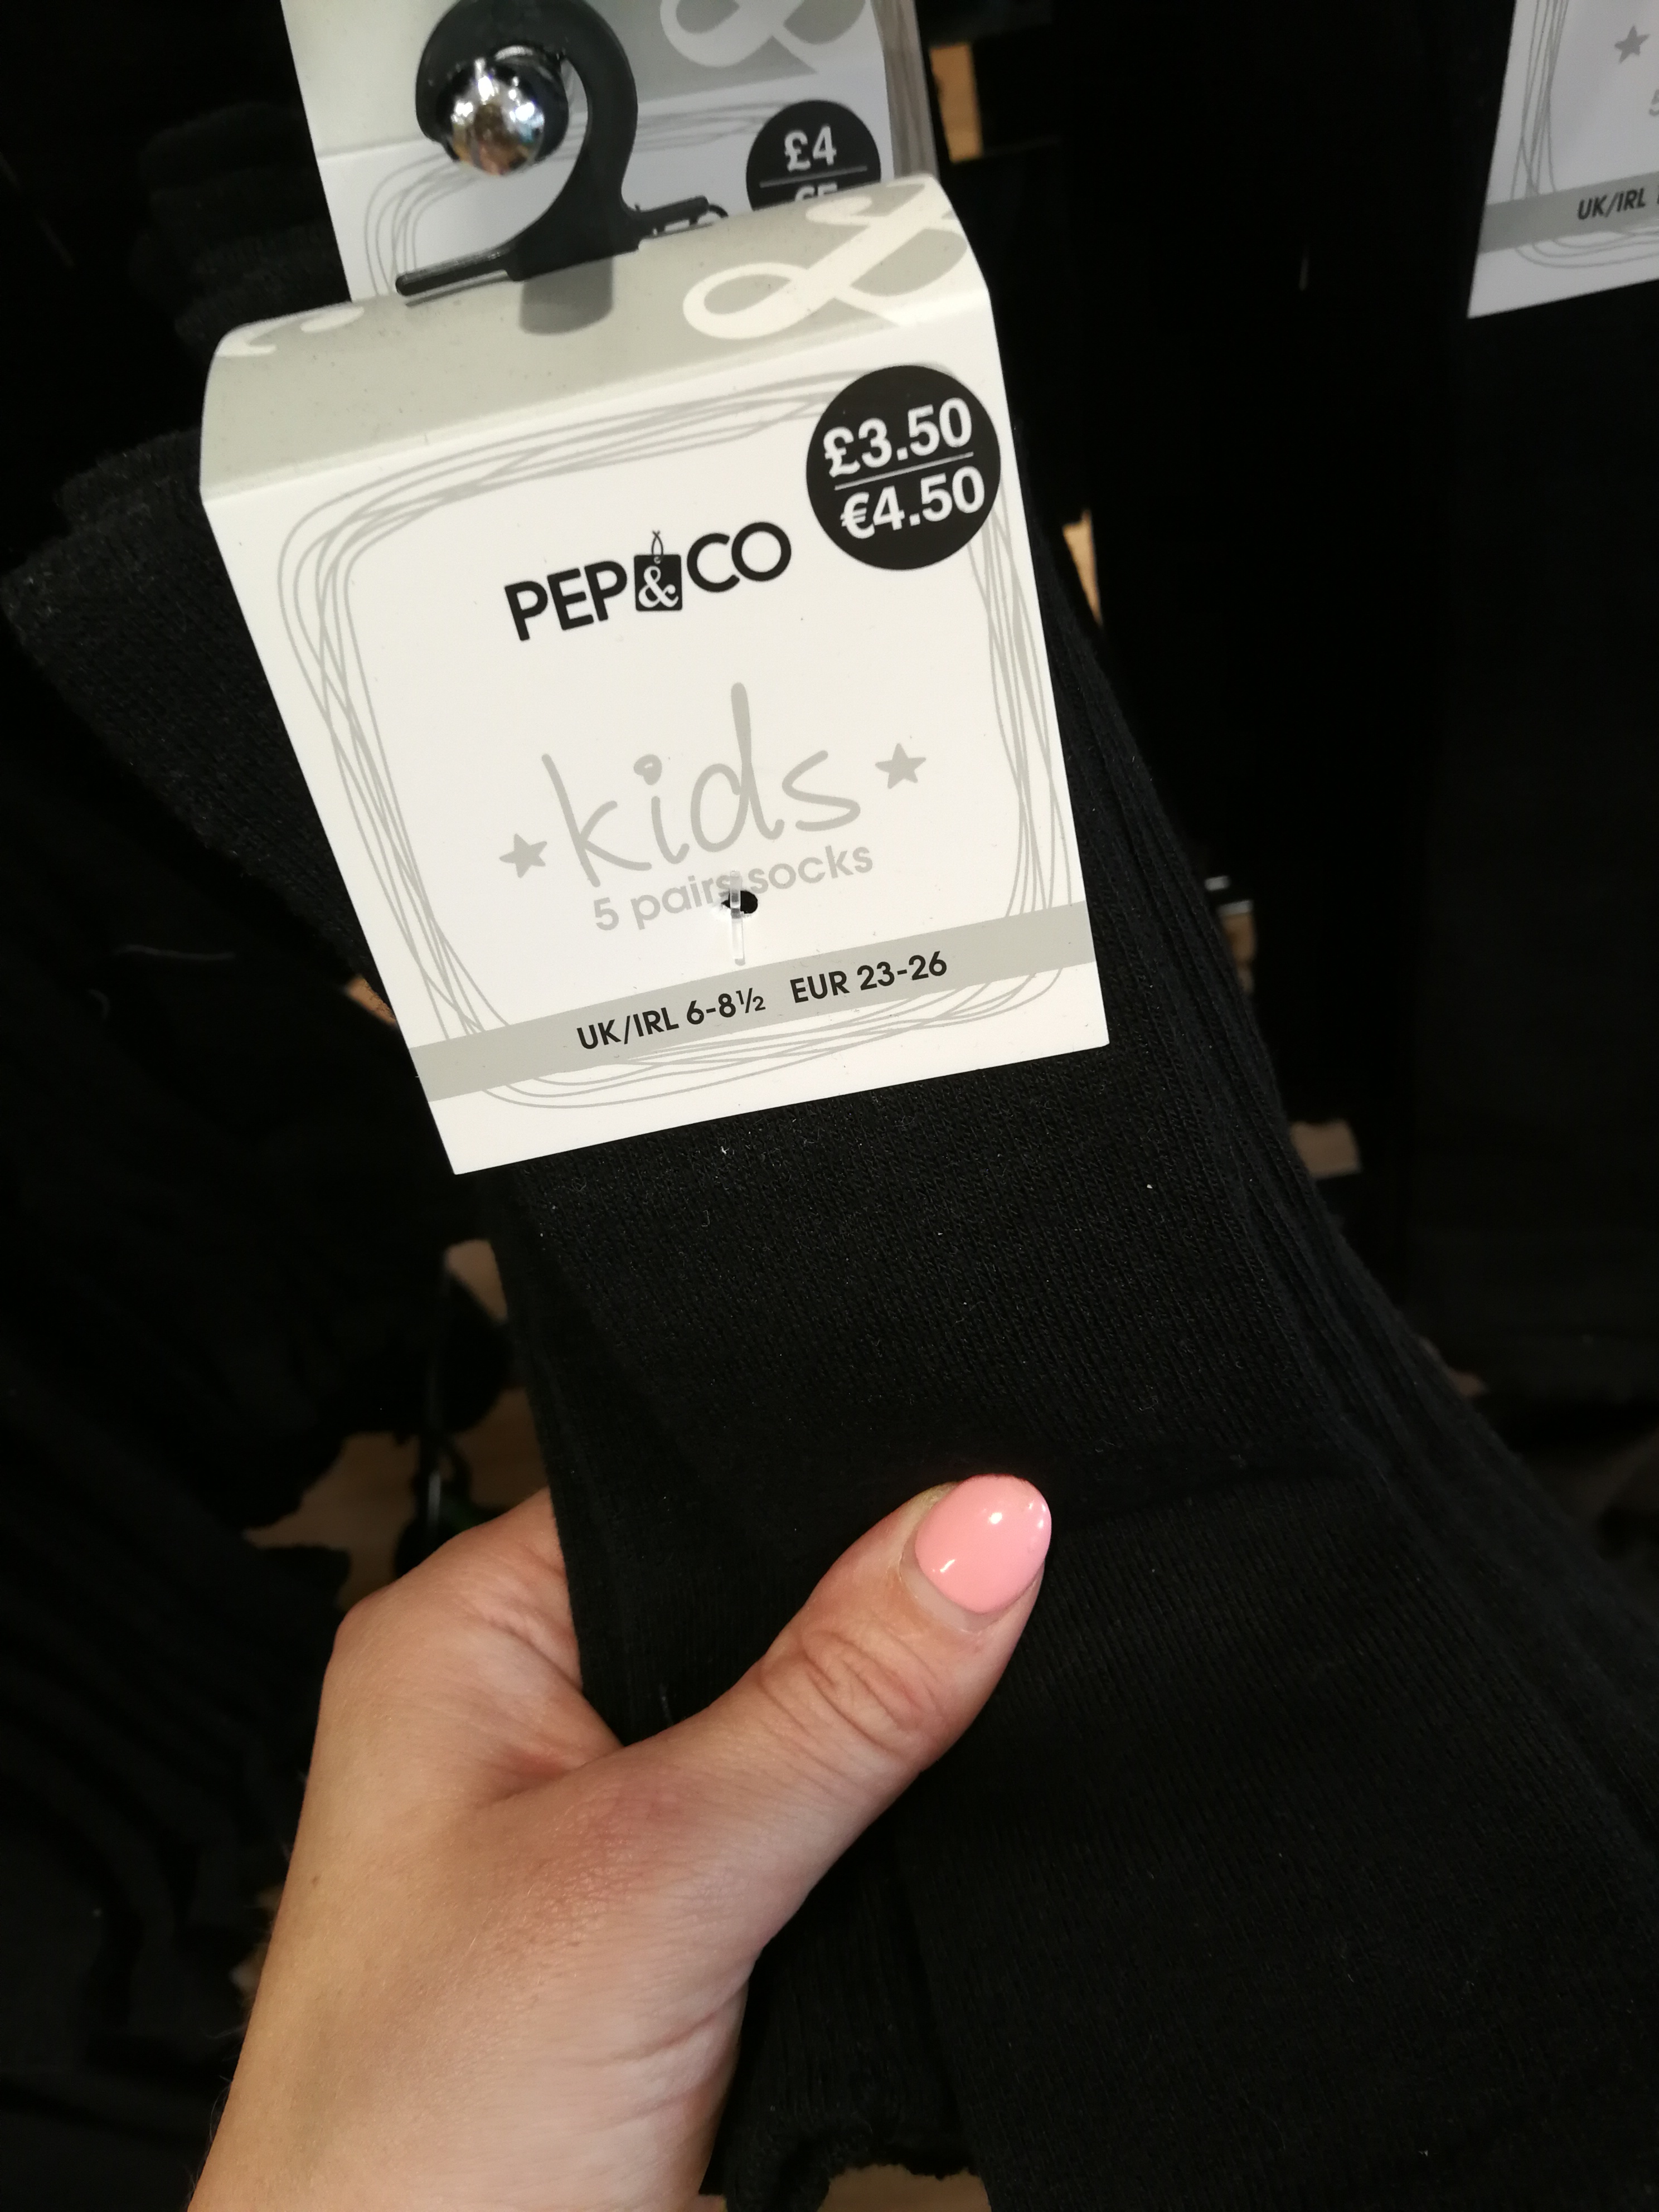 £4
£3.50
€4.50
PEP&CO
kids
5 pairs socks
UK/IRL 6-8½ EUR 23-26
UK/IRL